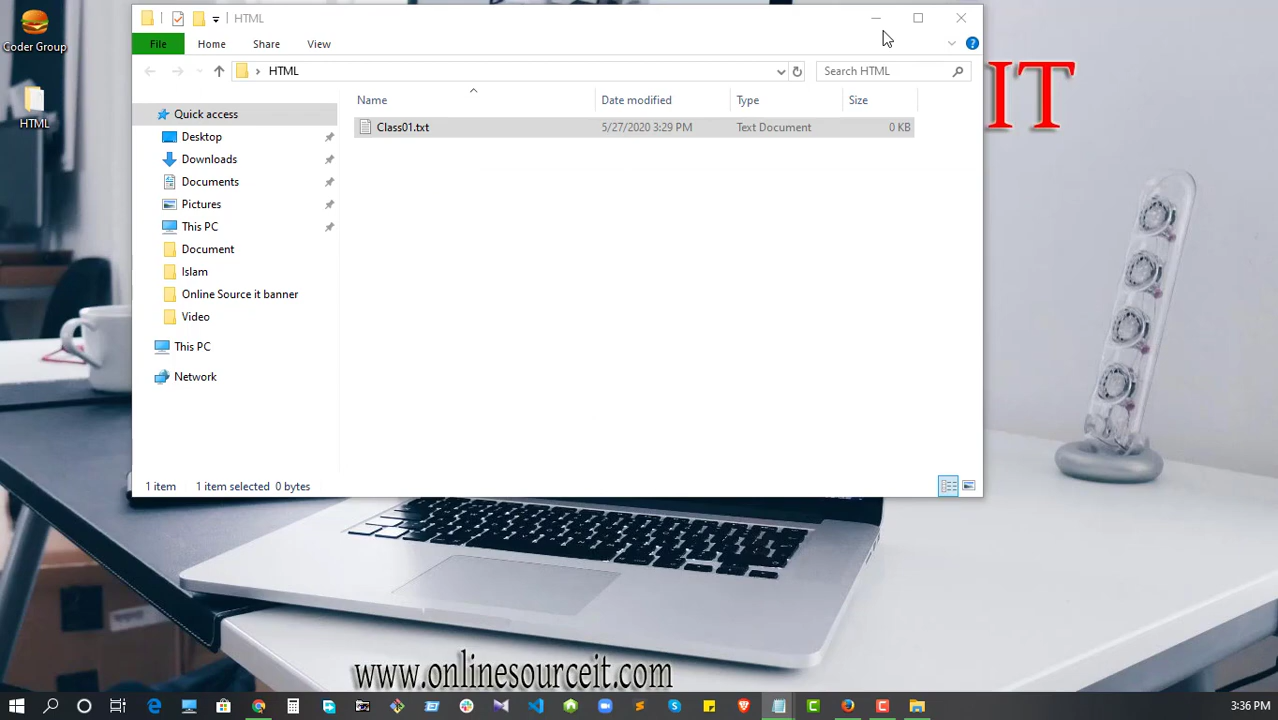 HTML
File
Home
Share
View
HTML
Search HTML
Name
Date modified
Type
Size
Class01.txt
5/27/2020 3:29 PM
Text Document
0 KB
Quick access
Desktop
Downloads
Documents
Pictures
This PC
Document
Islam
Online Source it banner
Video
This PC
Network
1 item
1 item selected 0 bytes
Coder Group
HTML
IT
www.onlinesourceit.com
3:36 PM